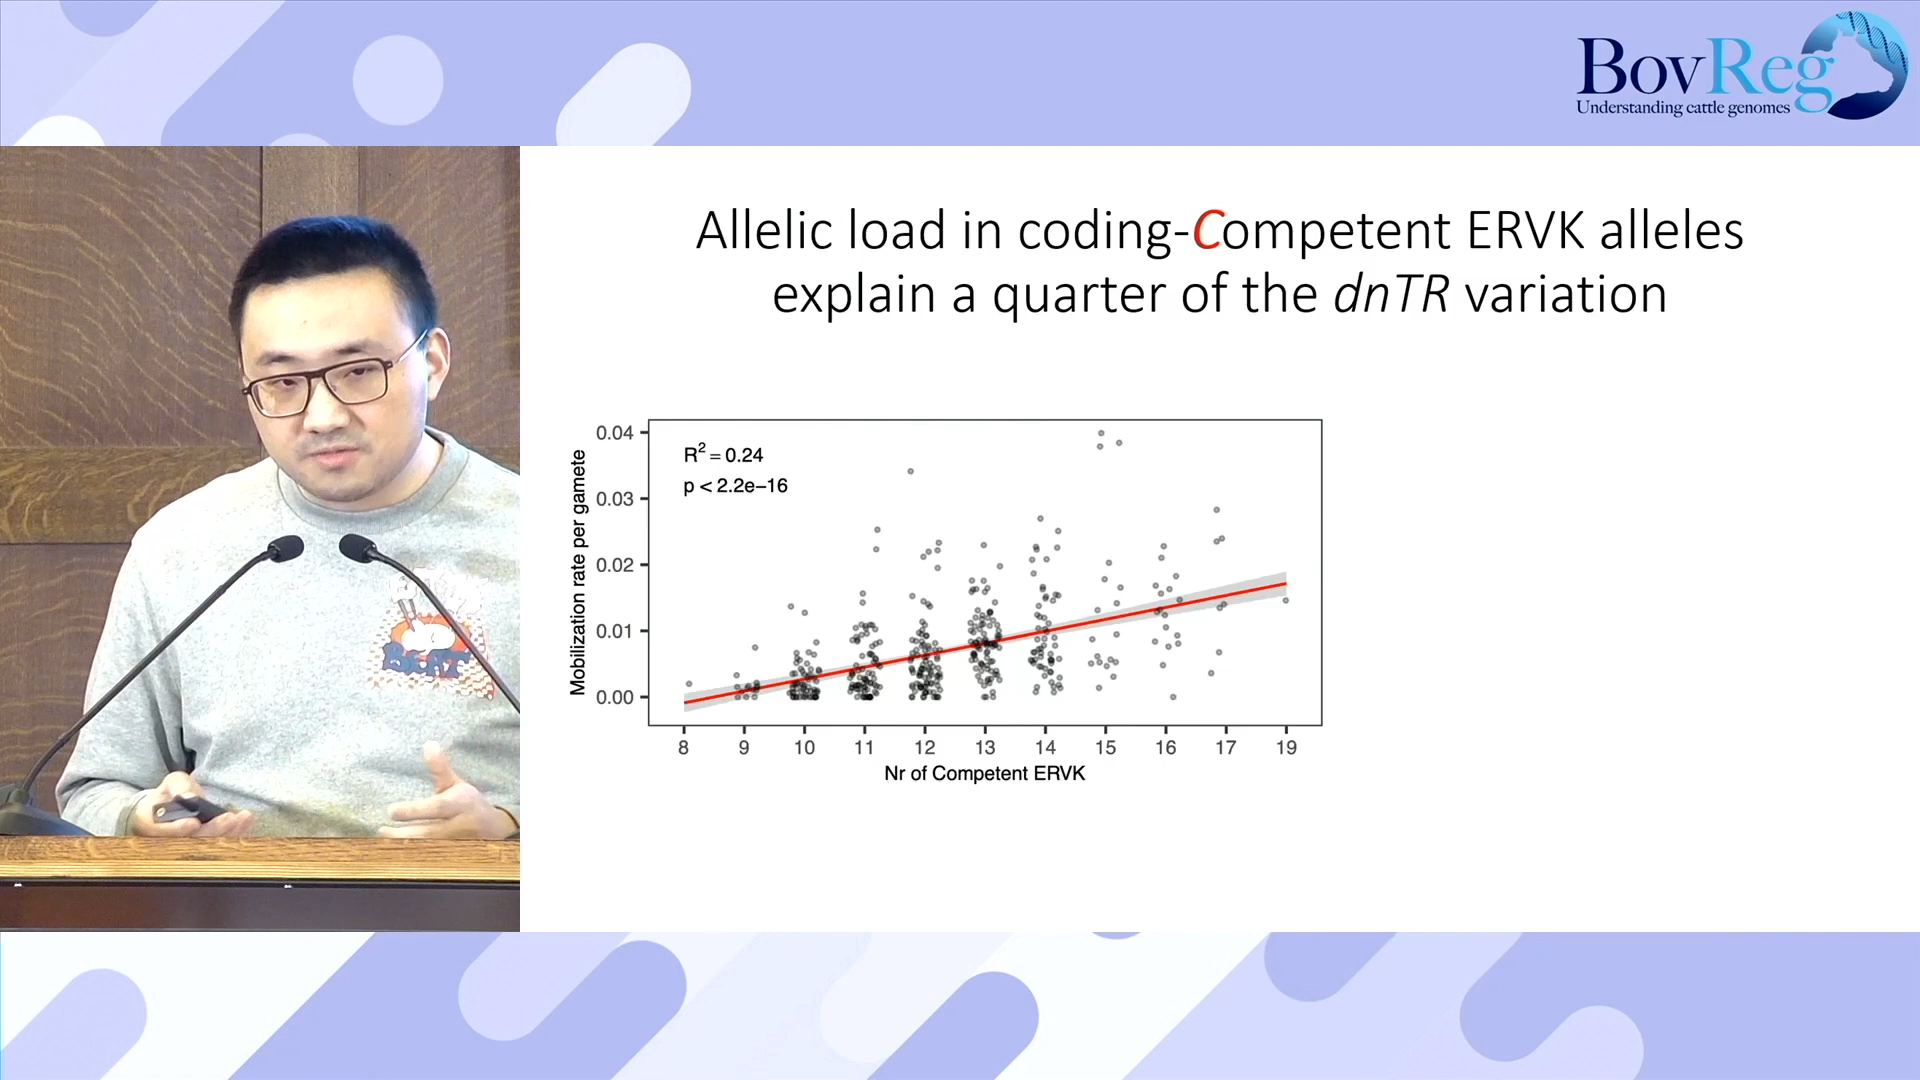 BovReg
Understanding cattle genomes
Allelic load in coding-Competent ERVK alleles
explain a quarter of the dnTR variation
R² = 0.24
p < 2.2e−16
Mobilization rate per gamete
0.04
0.03
0.02
0.01
0.00
8 9 10 11 12 13 14 15 16 17 19
Nr of Competent ERVK